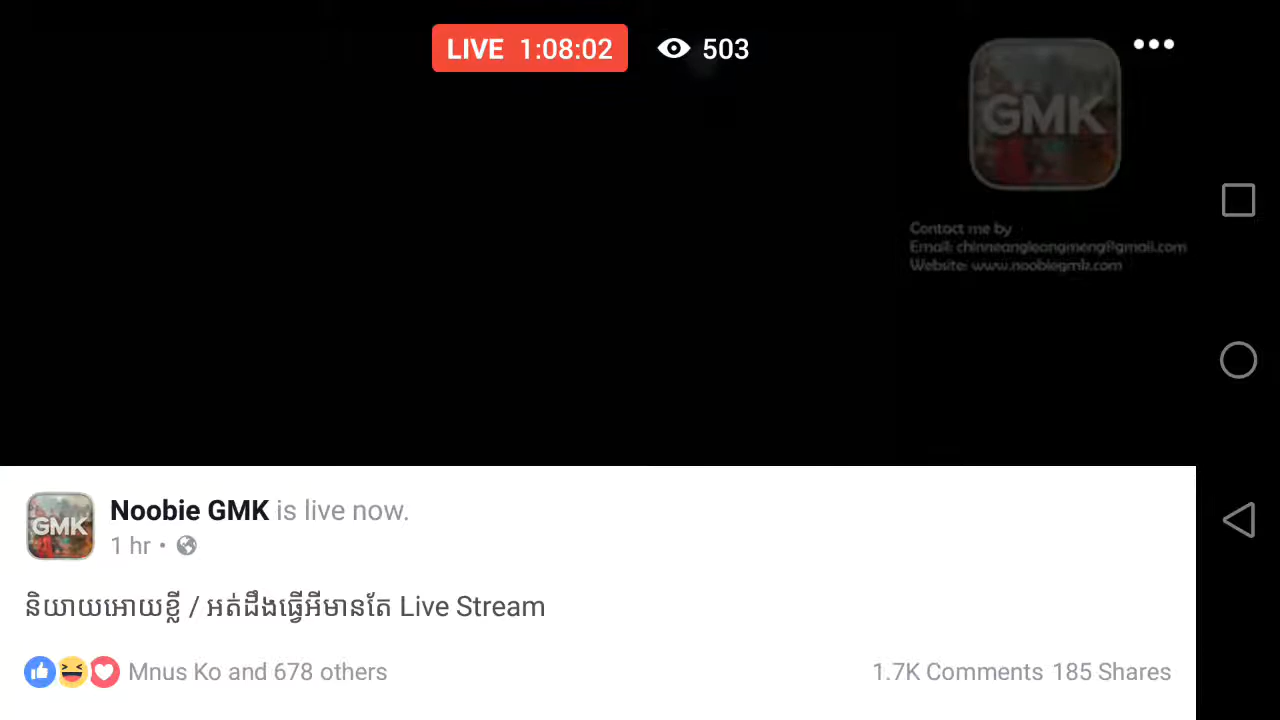 LIVE 1:08:02 503
GMK
Contact me by
Email: chinneangleangmeng@gmail.com
Website: www.noobiegmk.com
GMK
Noobie GMK is live now.
1 hr
និយាយអោយខ្លី / អត់ដឹងធ្វើអីមានតែ Live Stream
Mnus Ko and 678 others 1.7K Comments 185 Shares